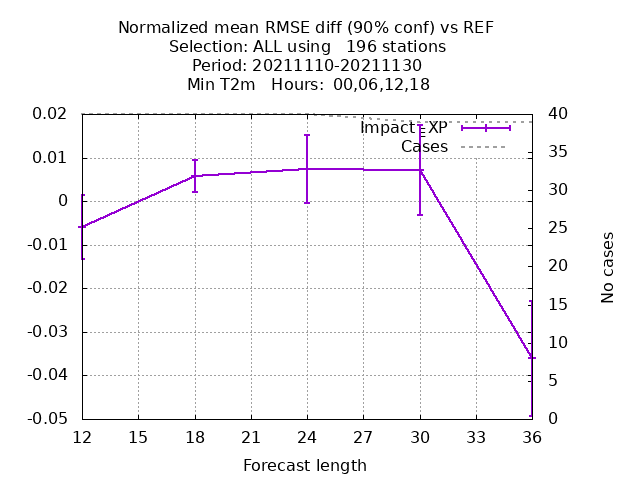 Normalized mean RMSE diff (90% conf) vs REF
Selection: ALL using   196 stations
Period: 20211110-20211130
Min T2m   Hours:  00,06,12,18
0.02
0.01
0
-0.01
-0.02
-0.03
-0.04
-0.05
40
35
30
25
20
15
10
5
0
Impact_XP
Cases
No cases
12 15 18 21 24 27 30 33 36
Forecast length